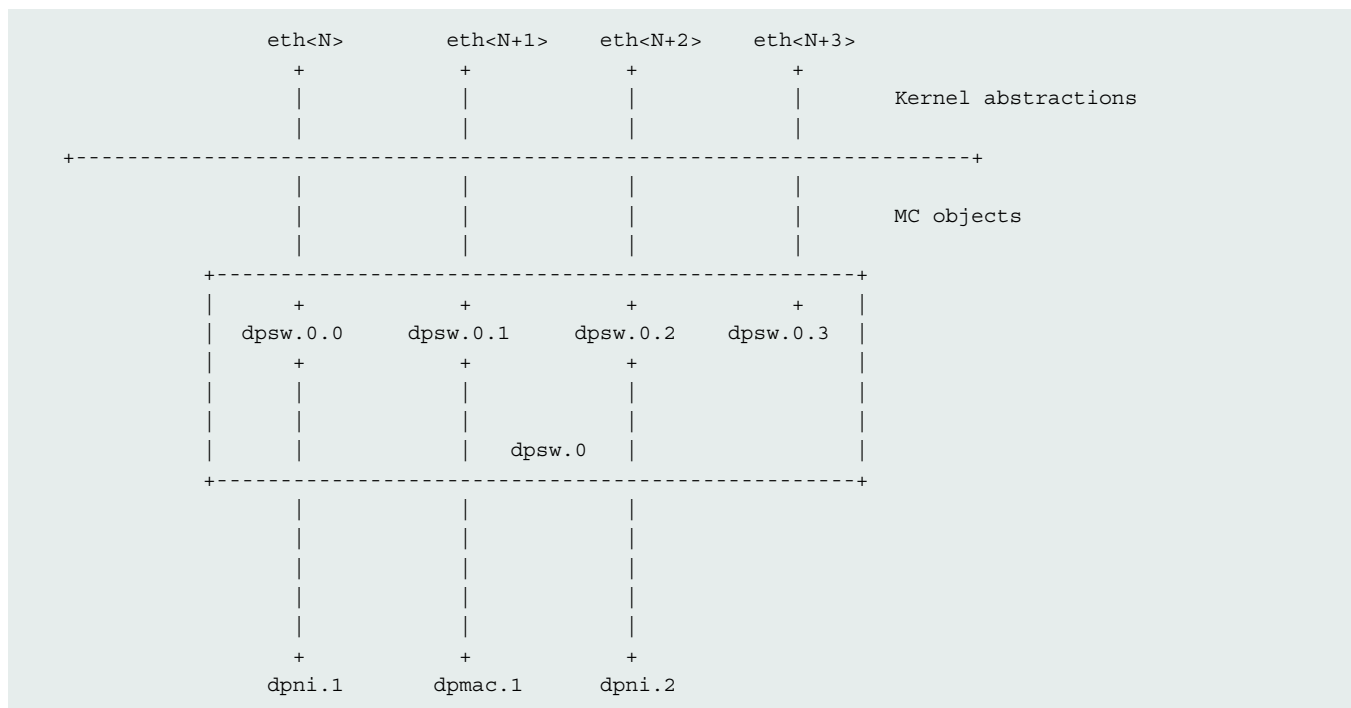 eth<N> eth<N+1> eth<N+2> eth<N+3>
Kernel abstractions
MC objects
dpsw.0.0 dpsw.0.1 dpsw.0.2 dpsw.0.3
dpsw.0
dpni.1 dpmac.1 dpni.2